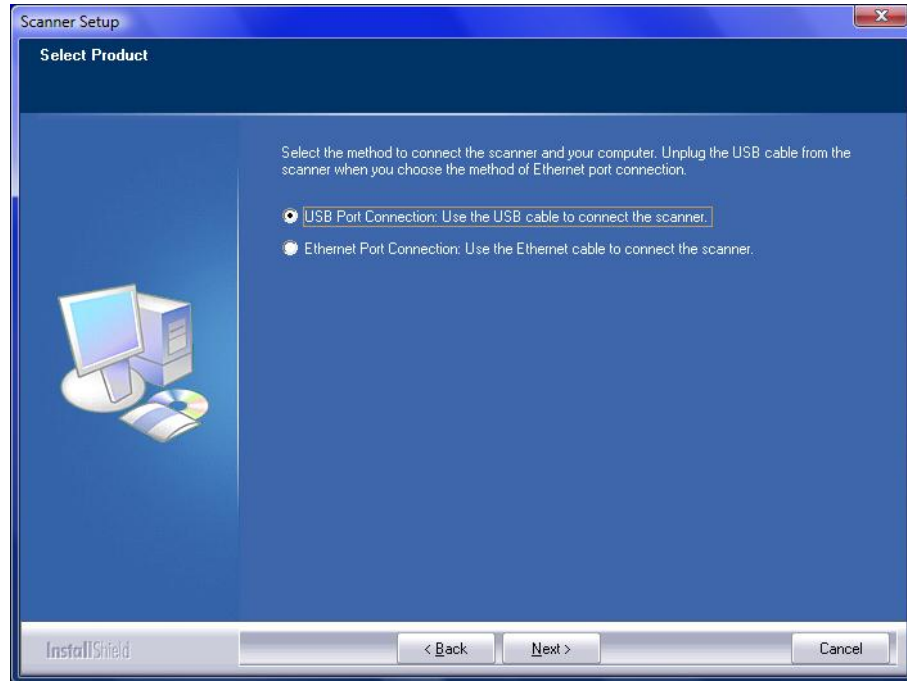 Scanner Setup
Select Product
Select the method to connect the scanner and your computer. Unplug the USB cable from the
scanner when you choose the method of Ethernet port connection.
USB Port Connection: Use the USB cable to connect the scanner.
Ethernet Port Connection: Use the Ethernet cable to connect the scanner.
InstallShield
< Back
Next >
Cancel